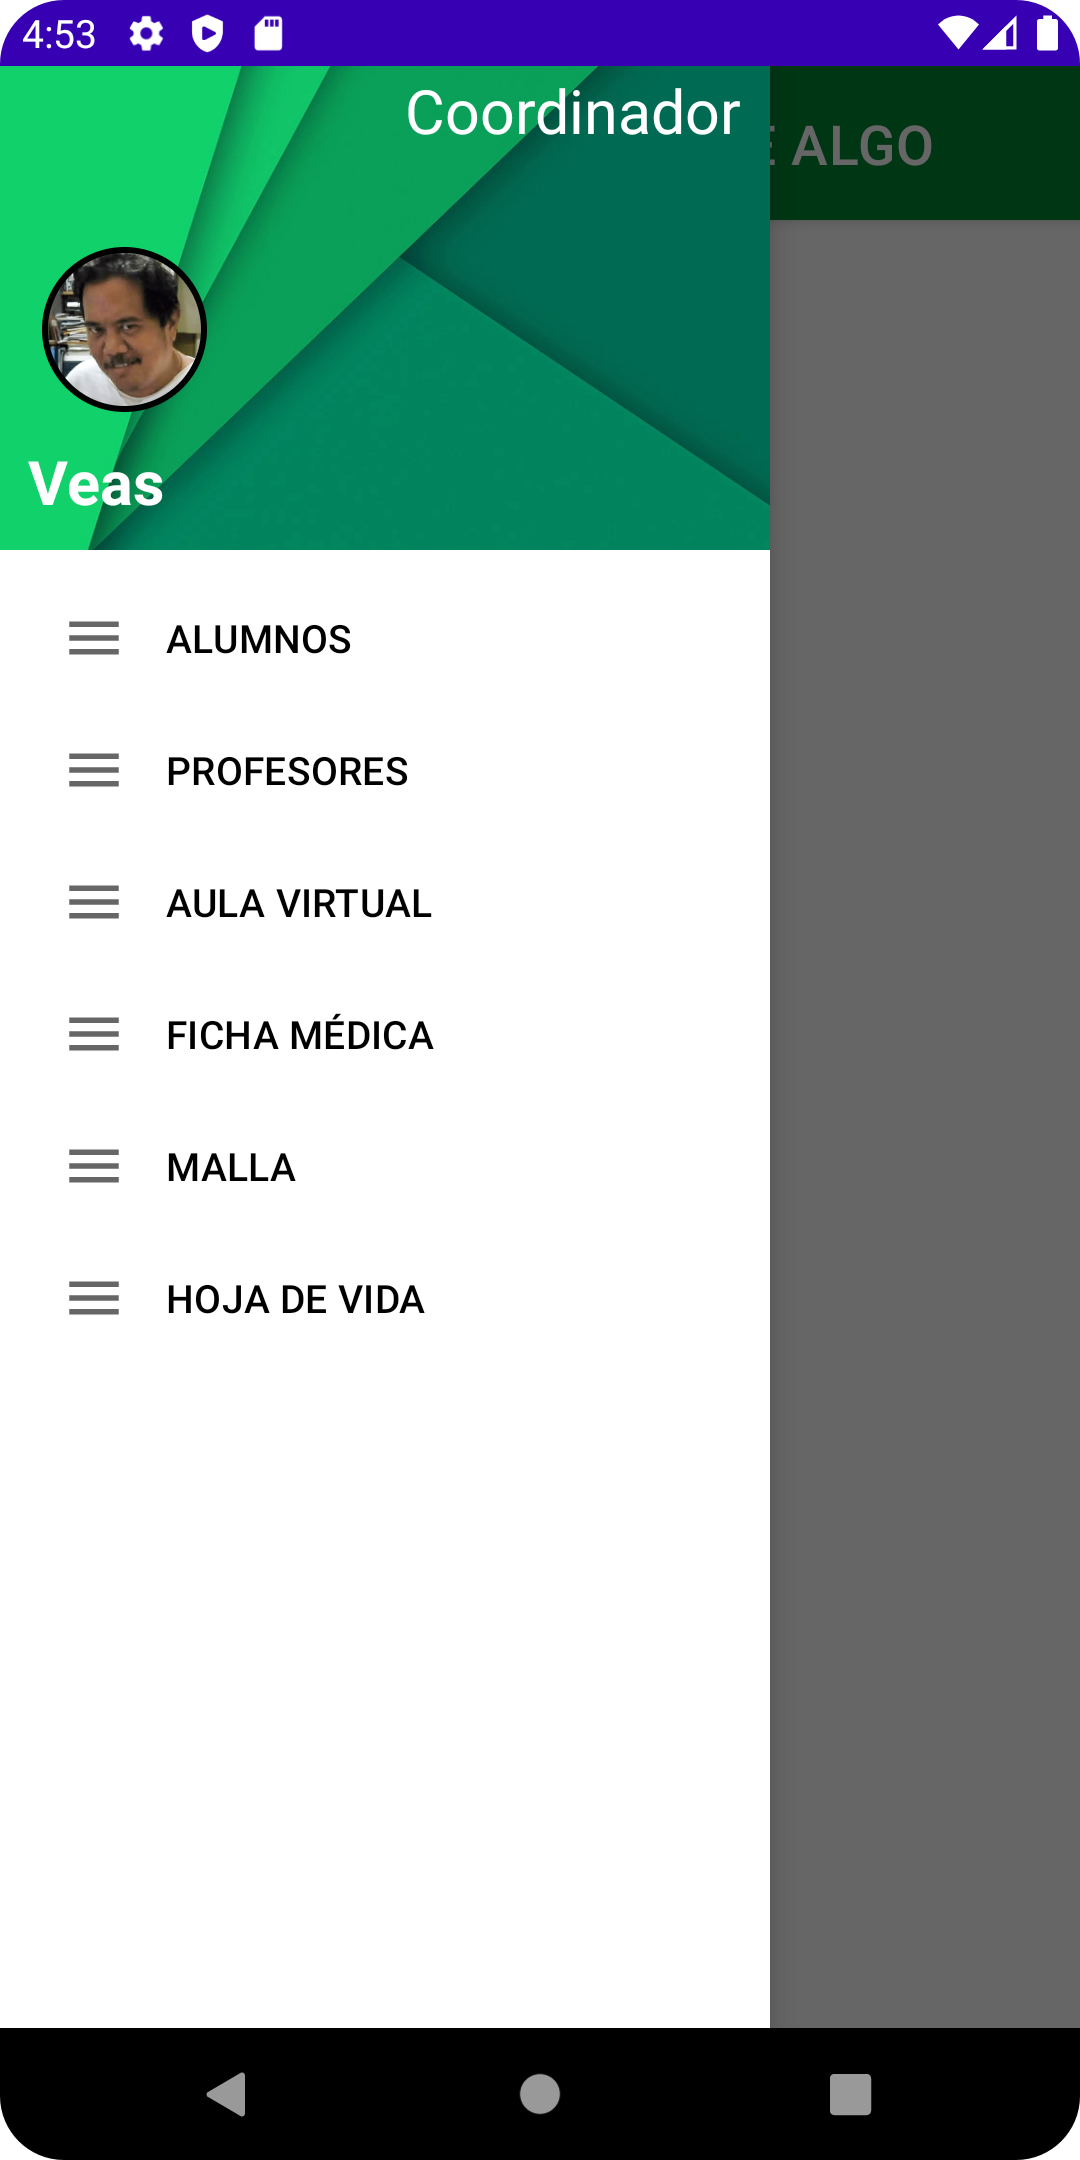 4:53
Coordinador
ALGO
Veas
ALUMNOS
PROFESORES
AULA VIRTUAL
FICHA MÉDICA
MALLA
HOJA DE VIDA